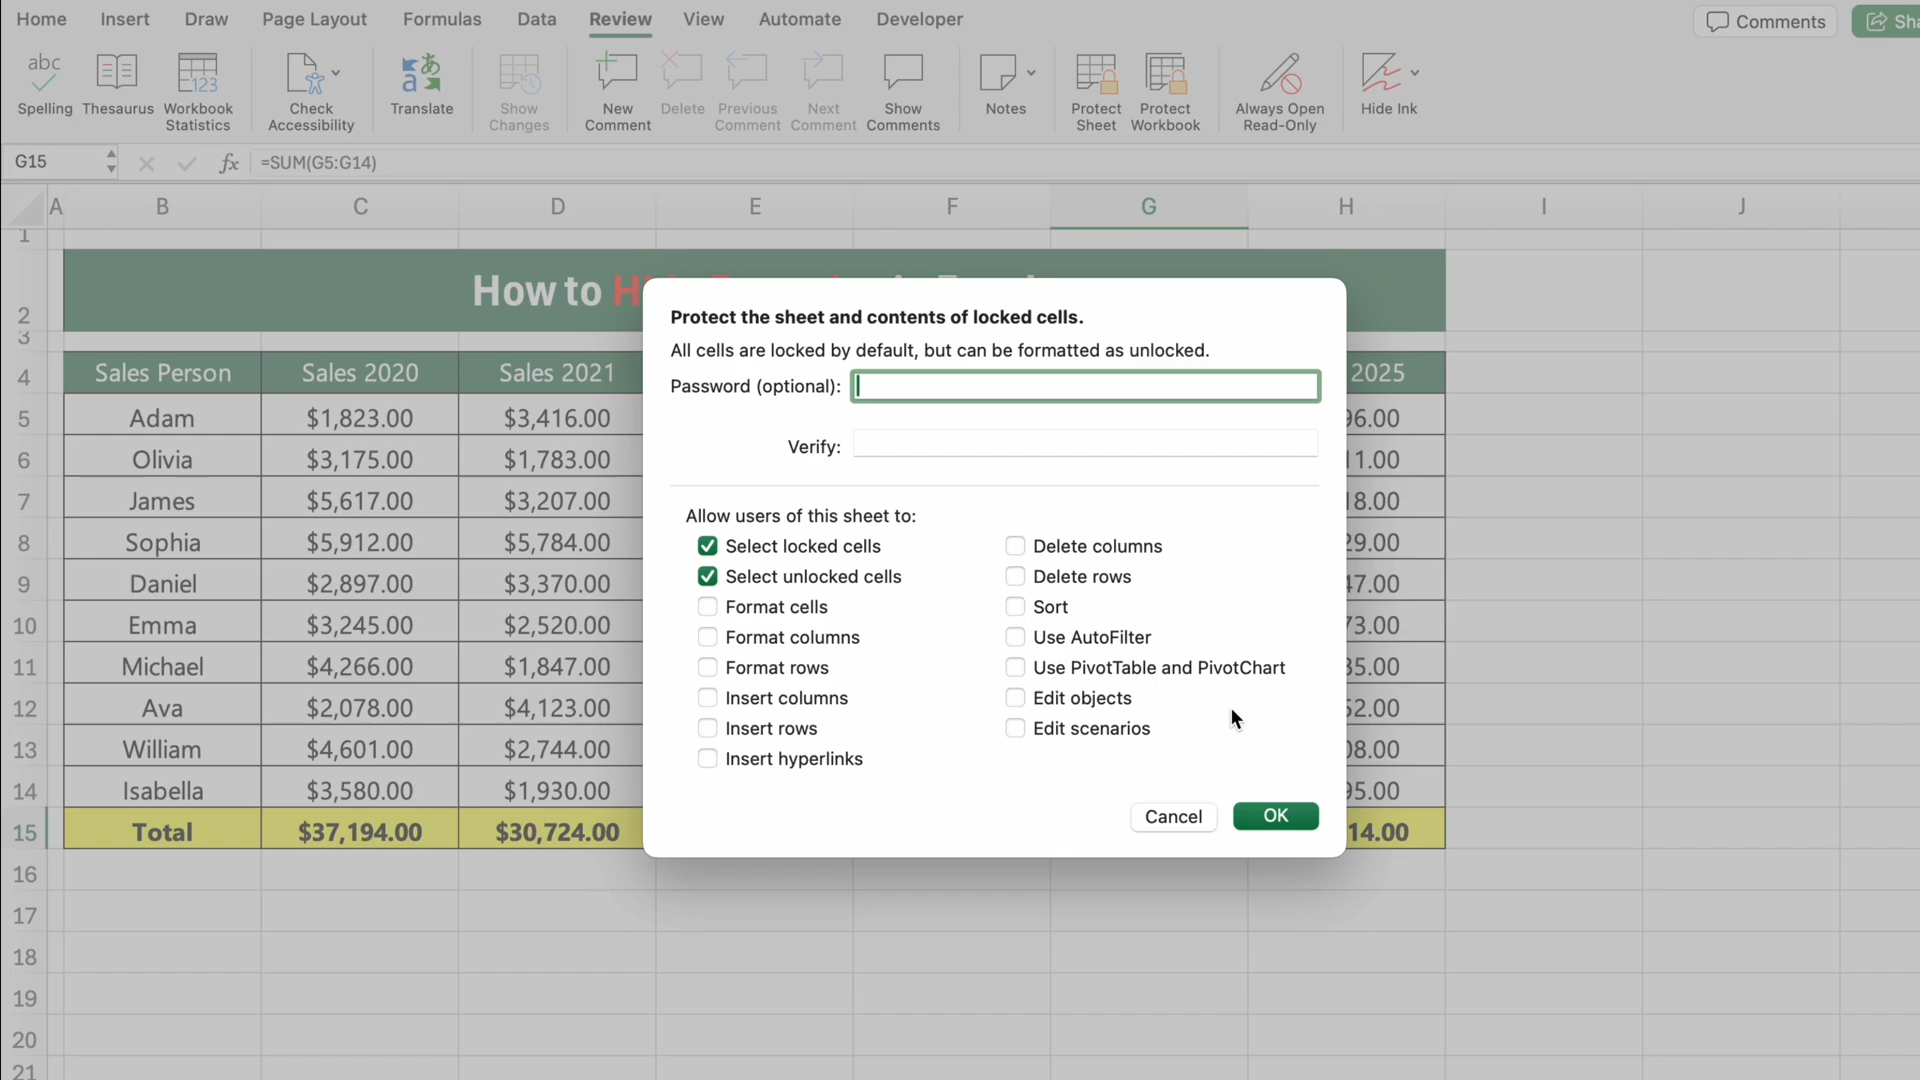 Home Insert Draw Page Layout Formulas Data Review View Automate Developer Comments
abc
Spelling Thesaurus Workbook Statistics Check Accessibility Translate Show Changes New Comment Delete Previous Comment Next Comment Show Comments Notes Protect Sheet Protect Workbook Always Open Read-Only Hide Ink
G15 fx =SUM(G5:G14)
A B C D E F G H I J
1
2 How to
3
4 Sales Person Sales 2020 Sales 2021 2025
5 Adam $1,823.00 $3,416.00 96.00
6 Olivia $3,175.00 $1,783.00 11.00
7 James $5,617.00 $3,207.00 18.00
8 Sophia $5,912.00 $5,784.00 29.00
9 Daniel $2,897.00 $3,370.00 47.00
10 Emma $3,245.00 $2,520.00 73.00
11 Michael $4,266.00 $1,847.00 35.00
12 Ava $2,078.00 $4,123.00 52.00
13 William $4,601.00 $2,744.00 08.00
14 Isabella $3,580.00 $1,930.00 95.00
15 Total $37,194.00 $30,724.00 14.00
16
17
18
19
20
21
Protect the sheet and contents of locked cells.
All cells are locked by default, but can be formatted as unlocked.
Password (optional):
Verify:
Allow users of this sheet to:
Select locked cells
Select unlocked cells
Format cells
Format columns
Format rows
Insert columns
Insert rows
Insert hyperlinks
Delete columns
Delete rows
Sort
Use AutoFilter
Use PivotTable and PivotChart
Edit objects
Edit scenarios
Cancel OK